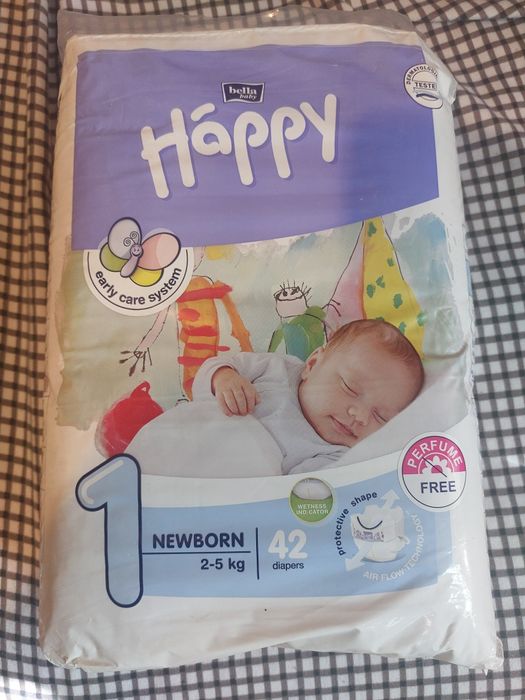 bella
baby
Háppy
DERMATOLOGICALLY
TESTED
early care system
PERFUME
FREE
WETNESS
INDICATOR
protective shape
AIR FLOW TECHNOLOGY
1
NEWBORN
2-5 kg
42
diapers